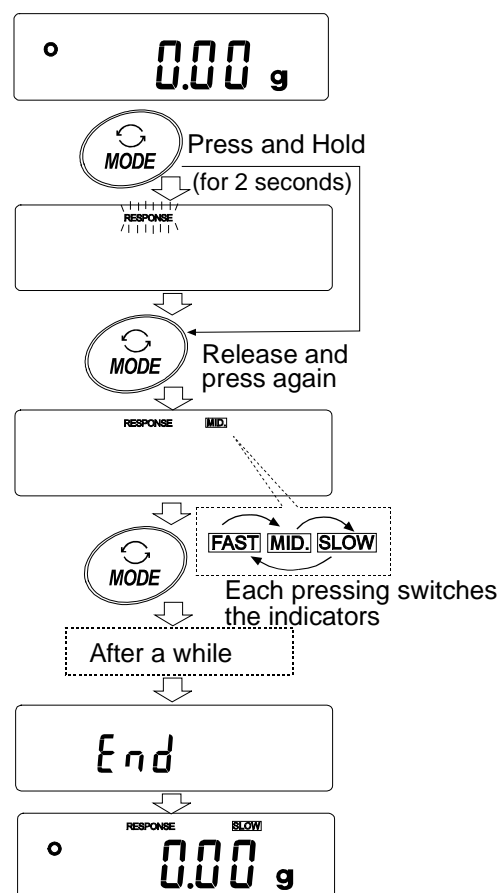 0.00 g
MODE
Press and Hold
(for 2 seconds)
RESPONSE
MODE
Release and
press again
RESPONSE MID.
FAST MID. SLOW
MODE
Each pressing switches
the indicators
After a while
End
RESPONSE SLOW
0.00 g